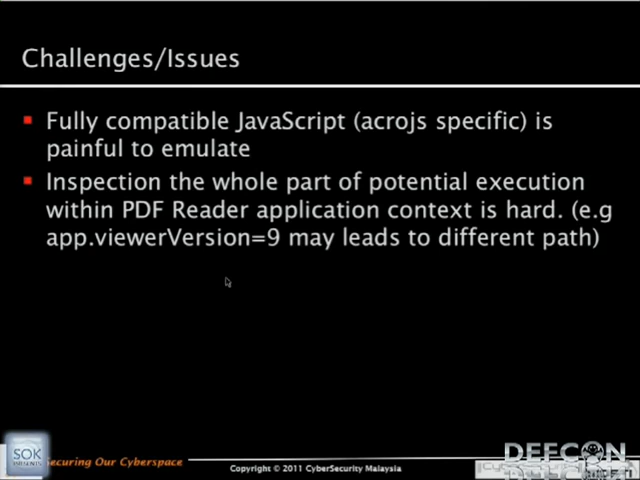 Challenges/Issues
Fully compatible JavaScript (acrojs specific) is
painful to emulate
Inspection the whole part of potential execution
within PDF Reader application context is hard. (e.g
app.viewerVersion=9 may leads to different path)
SOK
PRESENTS
Securing Our Cyberspace
Copyright © 2011 CyberSecurity Malaysia
DEFCON